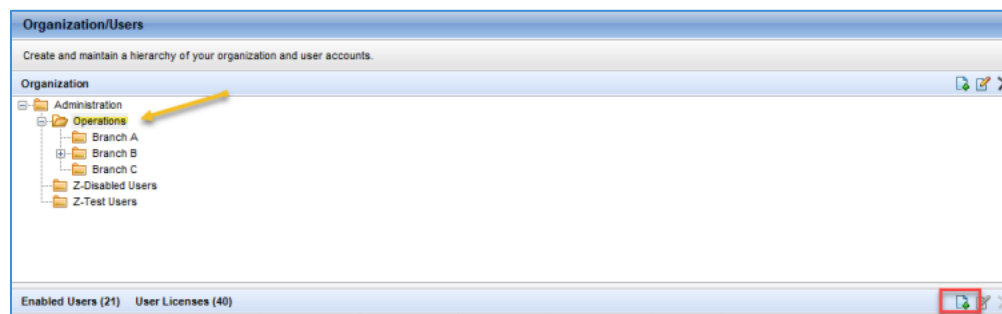 Organization/Users
Create and maintain a hierarchy of your organization and user accounts.
Organization
Administration
Operations
Branch A
Branch B
Branch C
Z-Disabled Users
Z-Test Users
Enabled Users (21) User Licenses (40)